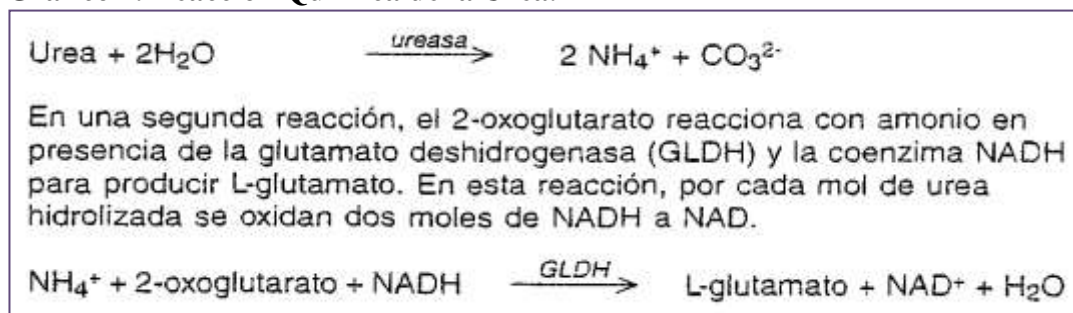 Urea + 2H₂O ureasa → 2 NH₄⁺ + CO₃²⁻
En una segunda reacción, el 2-oxoglutarato reacciona con amonio en
presencia de la glutamato deshidrogenasa (GLDH) y la coenzima NADH
para producir L-glutamato. En esta reacción, por cada mol de urea
hidrolizada se oxidan dos moles de NADH a NAD.
NH₄⁺ + 2-oxoglutarato + NADH GLDH → L-glutamato + NAD⁺ + H₂O